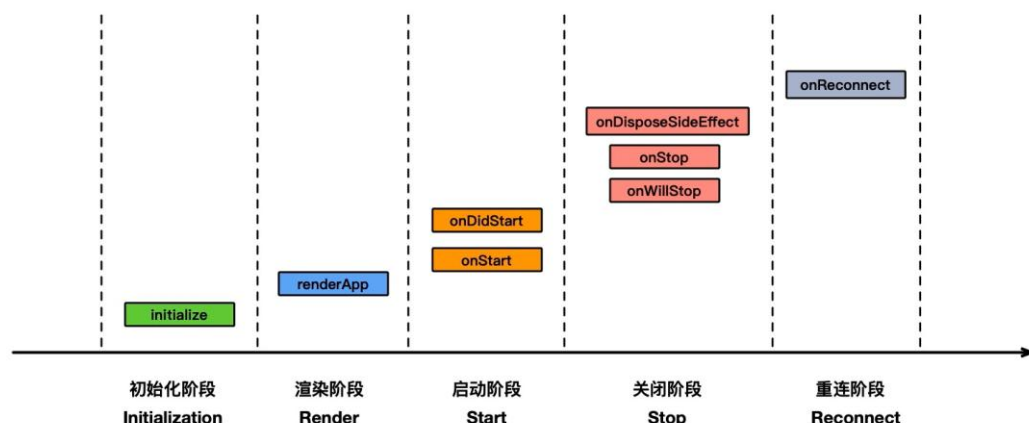 onReconnect
onDisposeSideEffect
onStop
onWillStop
onDidStart
onStart
renderApp
initialize
初始化阶段 渲染阶段 启动阶段 关闭阶段 重连阶段
Initialization Render Start Stop Reconnect